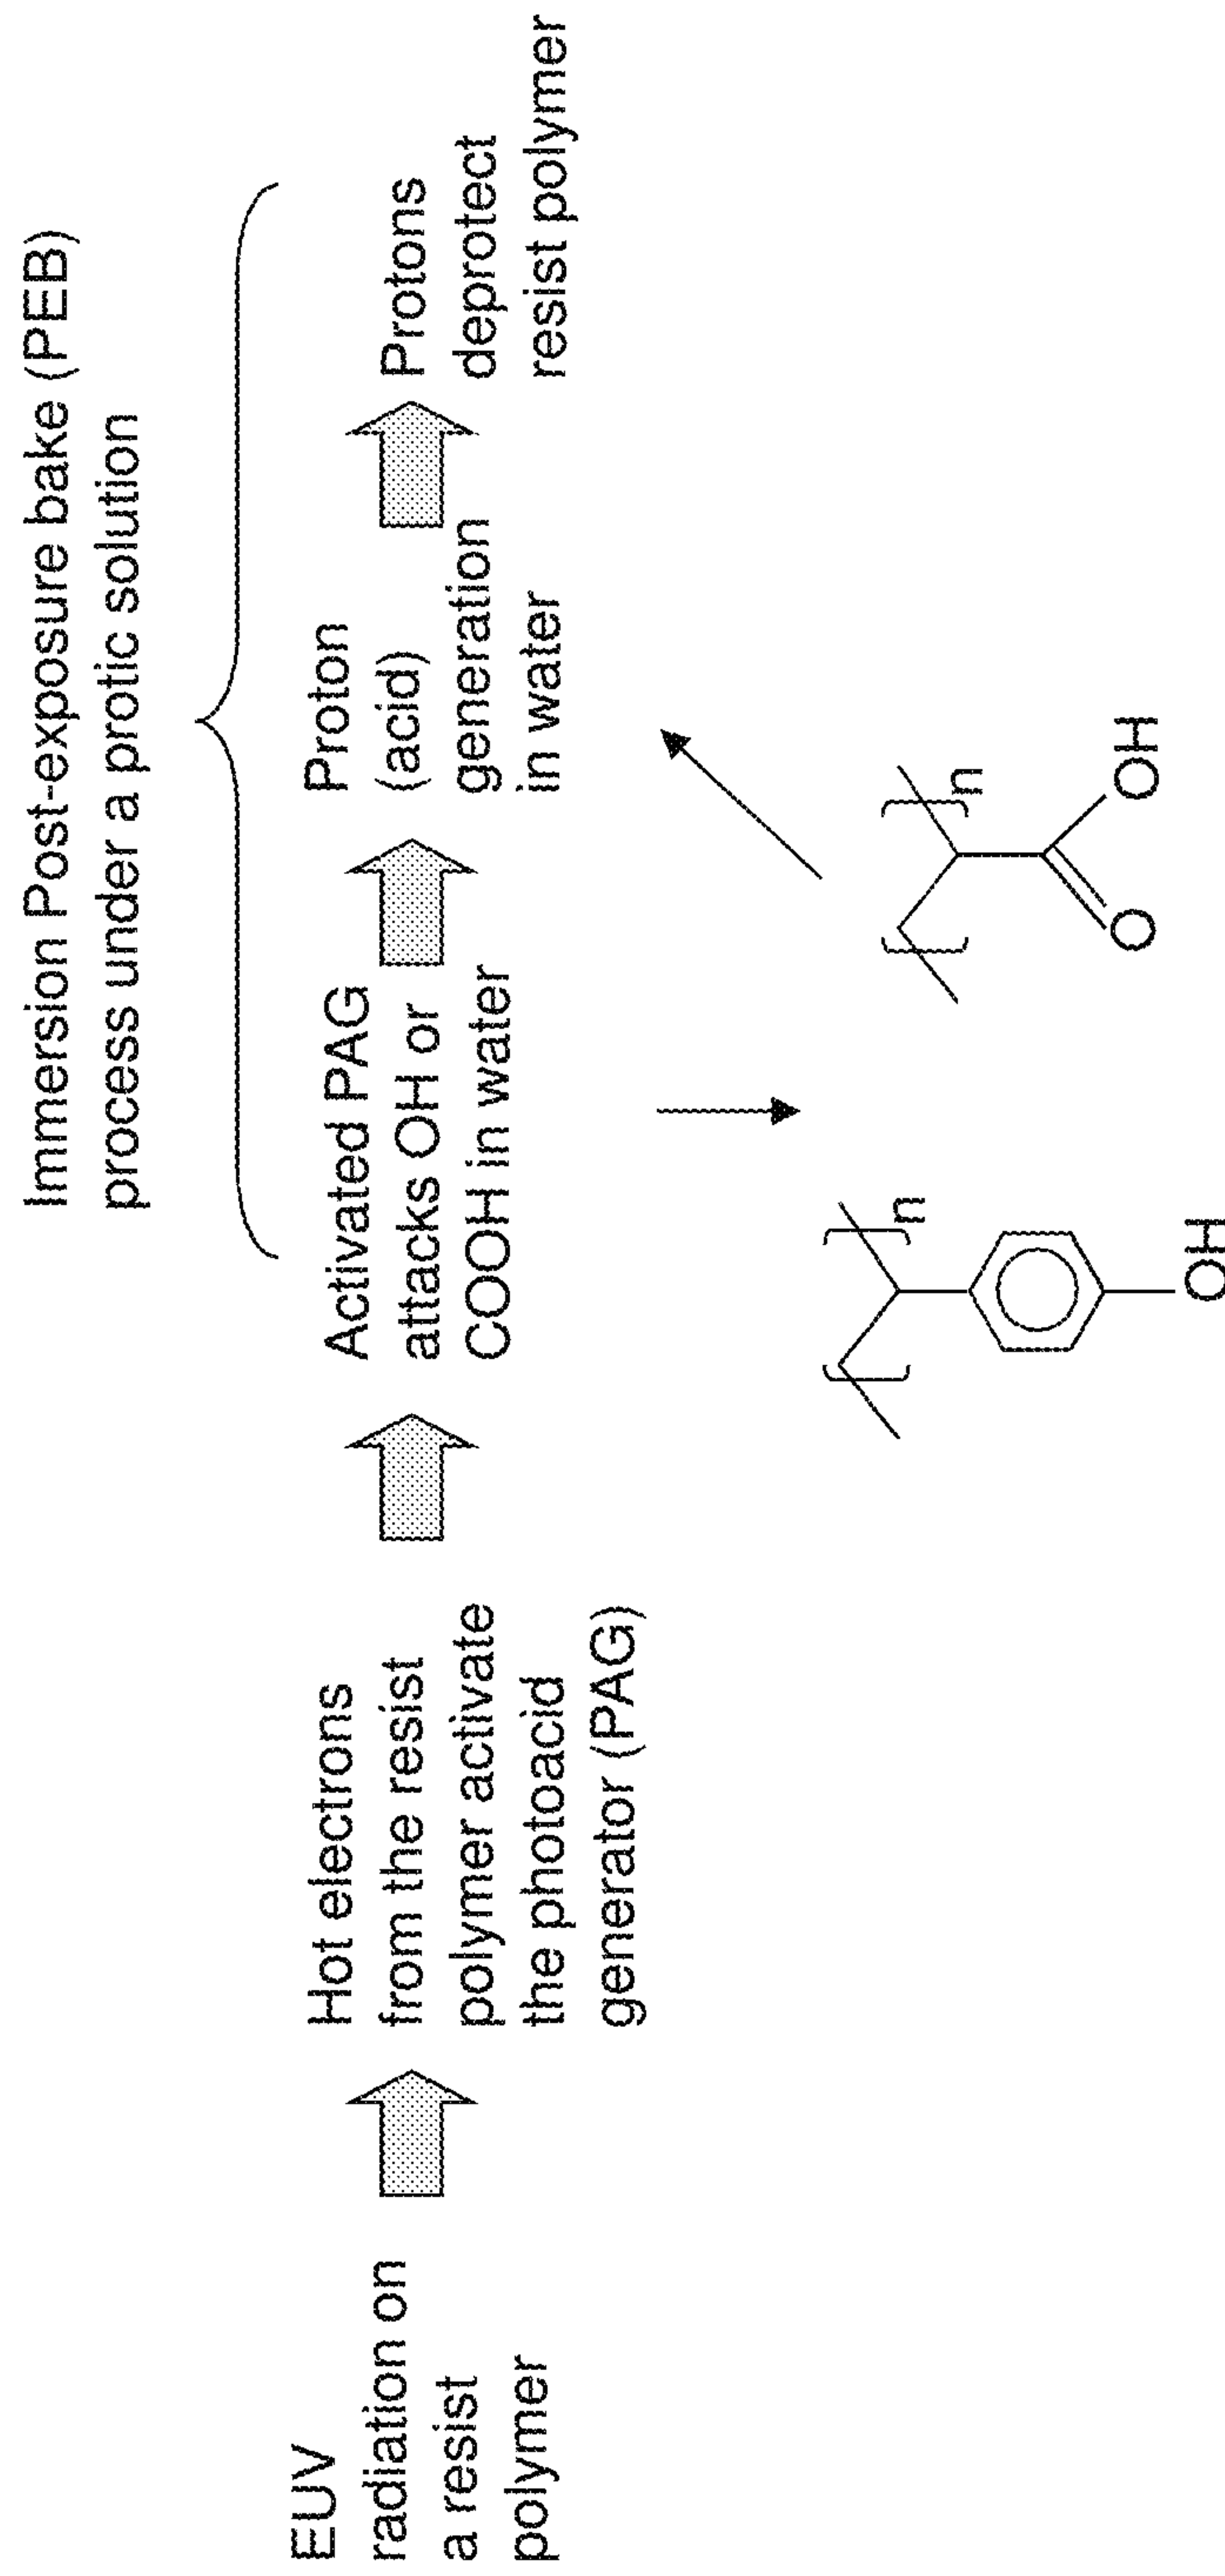 Immersion Post-exposure bake (PEB)
process under a protic solution
EUV
radiation on
a resist
polymer
Hot electrons
from the resist
polymer activate
the photoacid
generator (PAG)
Activated PAG
attacks OH or
COOH in water
Proton
(acid)
generation
in water
Protons
deprotect
resist polymer
n
OH
n
O
OH